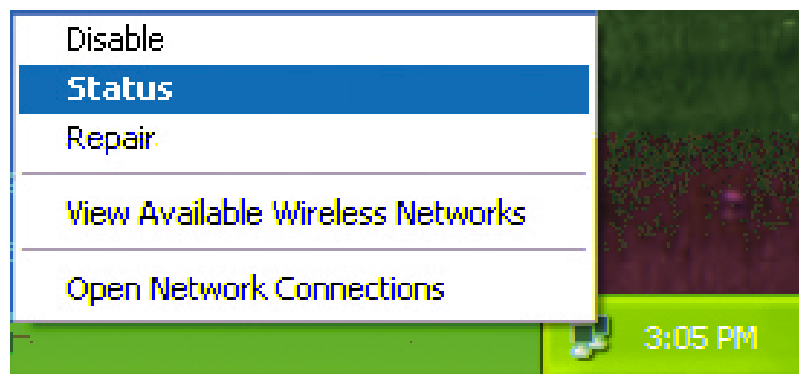 Disable
Status
Repair
View Available Wireless Networks
Open Network Connections
3:05 PM